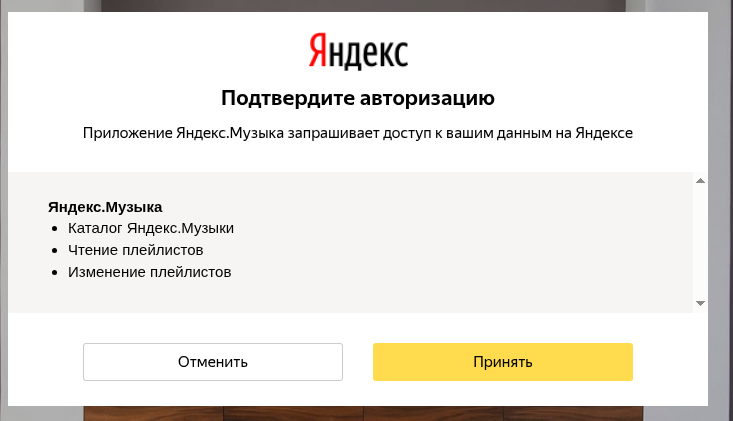 Яндекс
Подтвердите авторизацию
Приложение Яндекс.Музыка запрашивает доступ к вашим данным на Яндексе
Яндекс.Музыка
• Каталог Яндекс.Музыки
• Чтение плейлистов
• Изменение плейлистов
Отменить
Принять